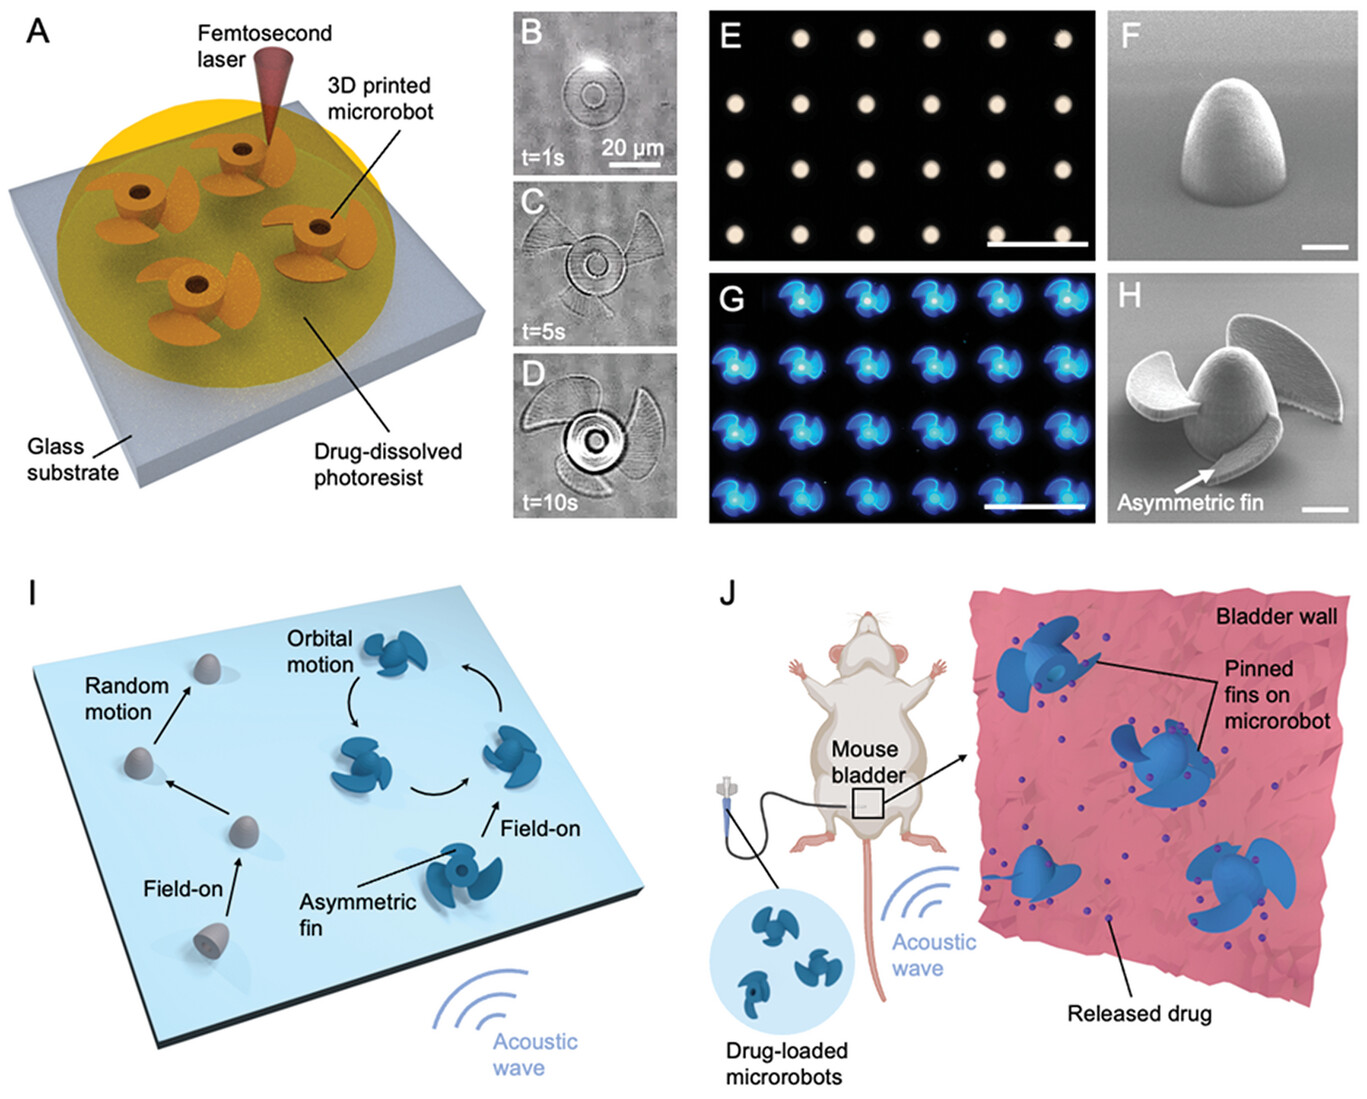 A
Femtosecond
laser
3D printed
microrobot
Glass
substrate
Drug-dissolved
photoresist
B
t=1s
20 µm
C
t=5s
D
t=10s
E
F
G
H
Asymmetric fin
I
Random
motion
Orbital
motion
Field-on
Field-on
Asymmetric
fin
Acoustic
wave
J
Mouse
bladder
Bladder wall
Pinned
fins on
microrobot
Acoustic
wave
Released drug
Drug-loaded
microrobots